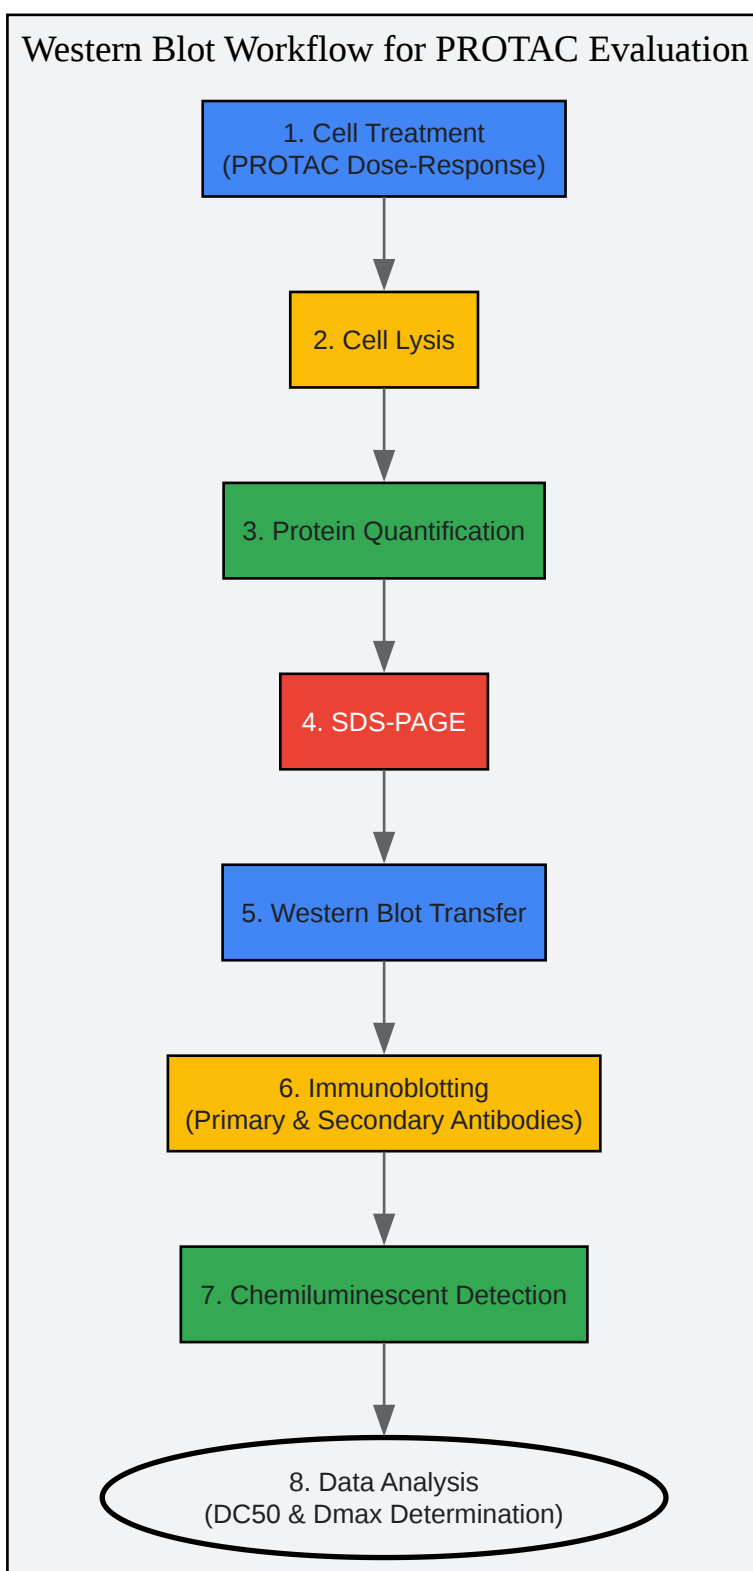 Western Blot Workflow for PROTAC Evaluation
1. Cell Treatment
(PROTAC Dose-Response)
2. Cell Lysis
3. Protein Quantification
4. SDS-PAGE
5. Western Blot Transfer
6. Immunoblotting
(Primary & Secondary Antibodies)
7. Chemiluminescent Detection
8. Data Analysis
(DC50 & Dmax Determination)